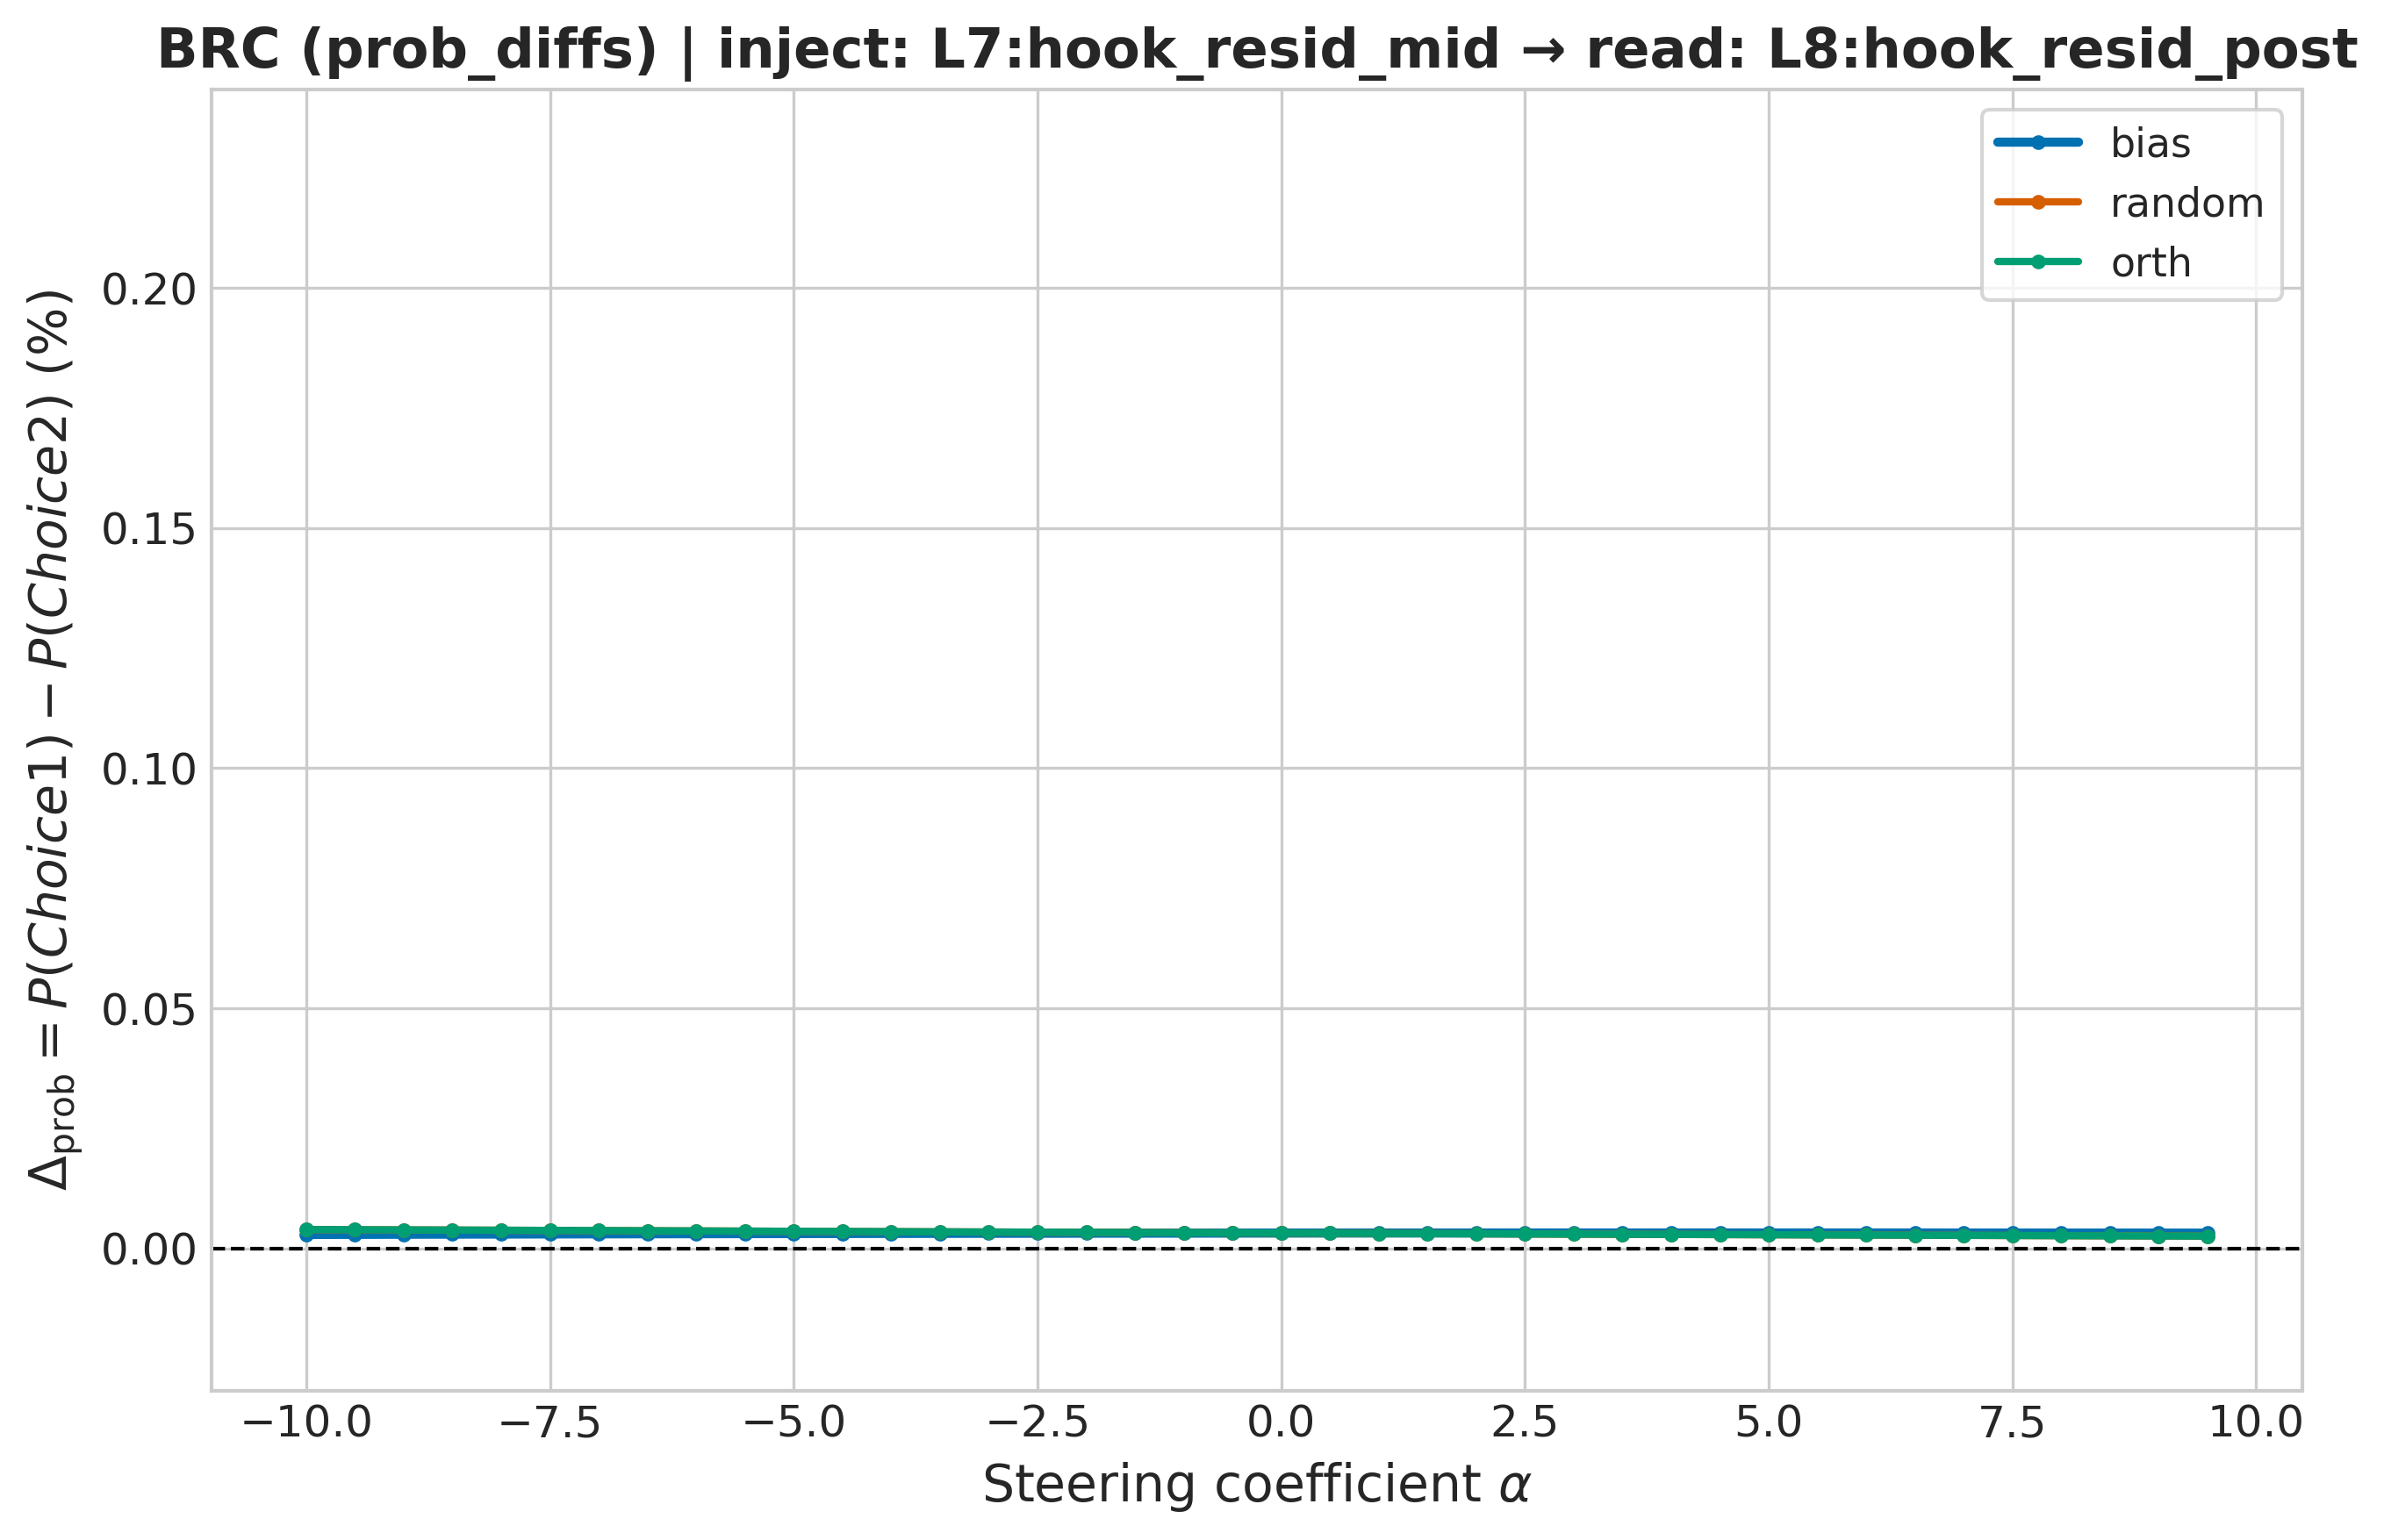 BRC (prob_diffs) | inject: L7:hook_resid_mid → read: L8:hook_resid_post
bias
random
orth
Δprob = P(Choice1) − P(Choice2) (%)
0.20
0.15
0.10
0.05
0.00
−10.0 −7.5 −5.0 −2.5 0.0 2.5 5.0 7.5 10.0
Steering coefficient α